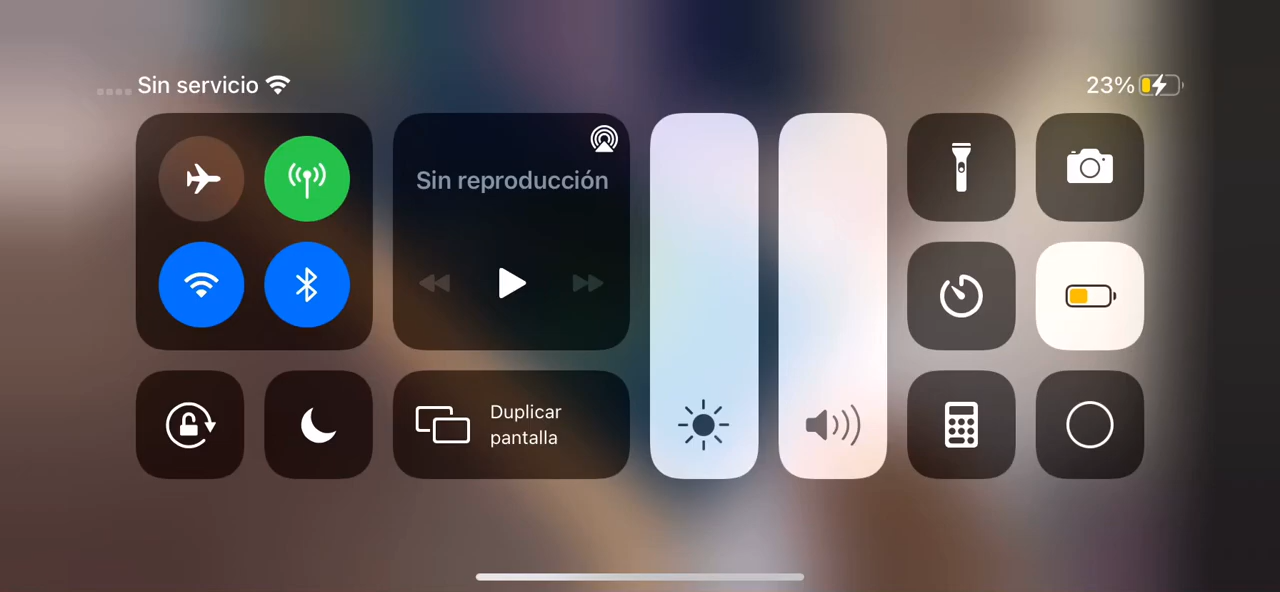 Sin servicio
23%
Sin reproducción
Duplicar
pantalla